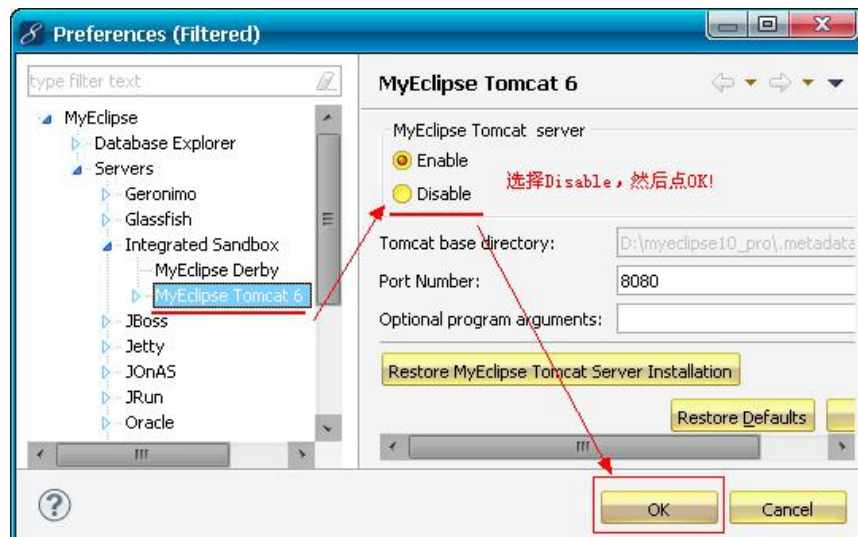 Preferences (Filtered)
type filter text
MyEclipse
Database Explorer
Servers
Geronimo
Glassfish
Integrated Sandbox
MyEclipse Derby
MyEclipse Tomcat 6
JBoss
Jetty
JOnAS
JRun
Oracle
MyEclipse Tomcat 6
MyEclipse Tomcat server
Enable
Disable
选择Disable，然后点OK!
Tomcat base directory: D:\myeclipse10_pro\.metadata
Port Number: 8080
Optional program arguments:
Restore MyEclipse Tomcat Server Installation
Restore Defaults
OK Cancel